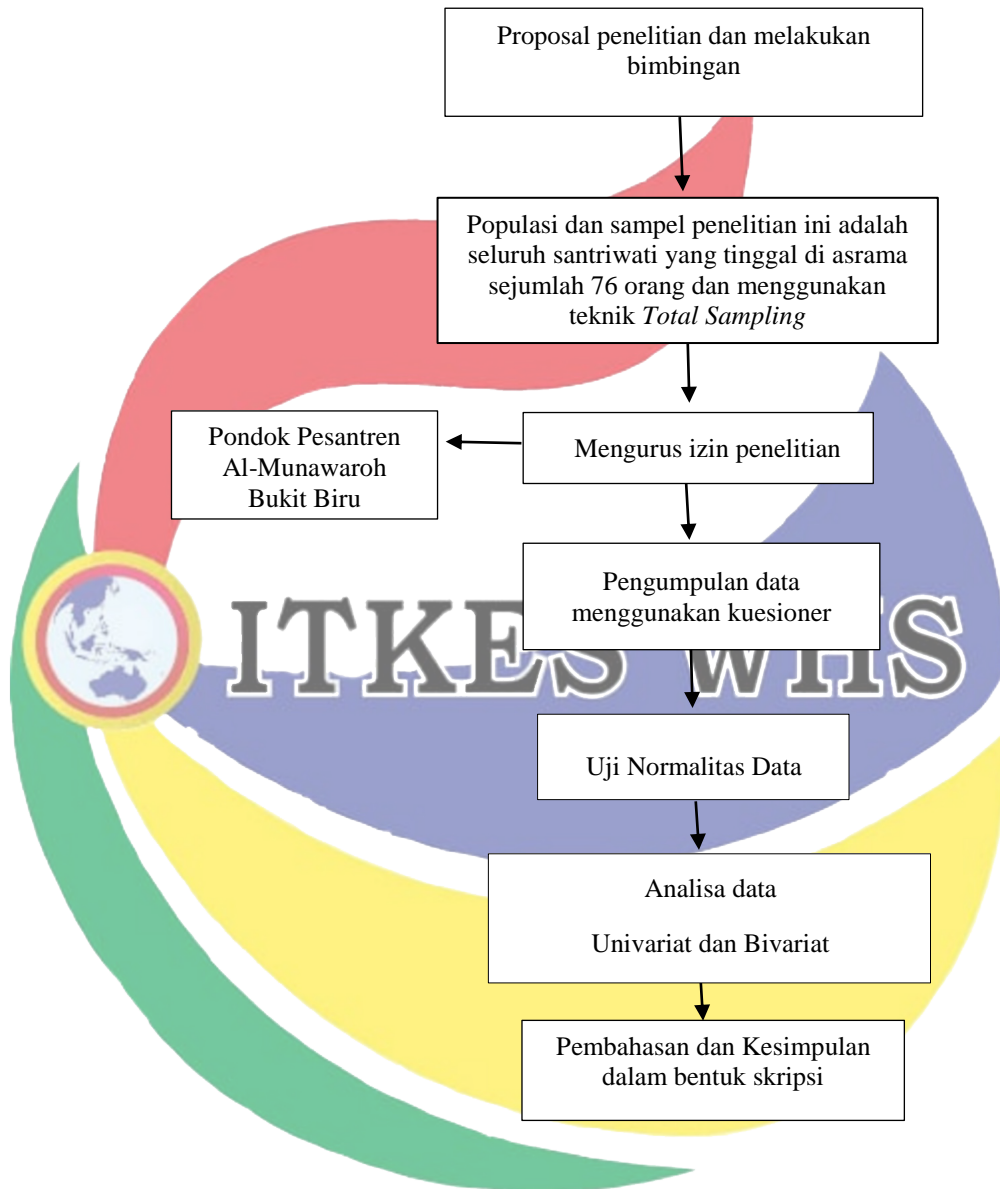 Proposal penelitian dan melakukan
bimbingan
Populasi dan sampel penelitian ini adalah
seluruh santriwati yang tinggal di asrama
sejumlah 76 orang dan menggunakan
teknik Total Sampling
Pondok Pesantren
Al-Munawaroh
Bukit Biru
Mengurus izin penelitian
Pengumpulan data
menggunakan kuesioner
ITKES WHS
Uji Normalitas Data
Analisa data
Univariat dan Bivariat
Pembahasan dan Kesimpulan
dalam bentuk skripsi